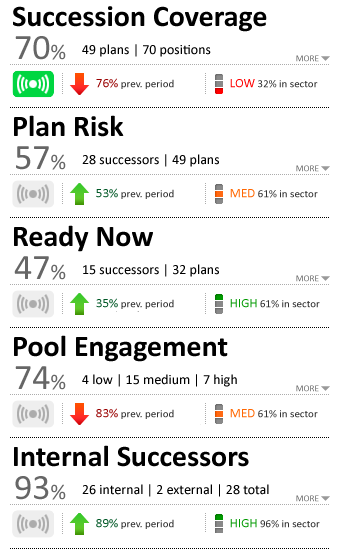 Succession Coverage
70% 49 plans | 70 positions
MORE
76% prev. period LOW 32% in sector
Plan Risk
57% 28 successors | 49 plans
MORE
53% prev. period MED 61% in sector
Ready Now
47% 15 successors | 32 plans
MORE
35% prev. period HIGH 61% in sector
Pool Engagement
74% 4 low | 15 medium | 7 high
MORE
83% prev. period MED 61% in sector
Internal Successors
93% 26 internal | 2 external | 28 total
MORE
89% prev. period HIGH 96% in sector